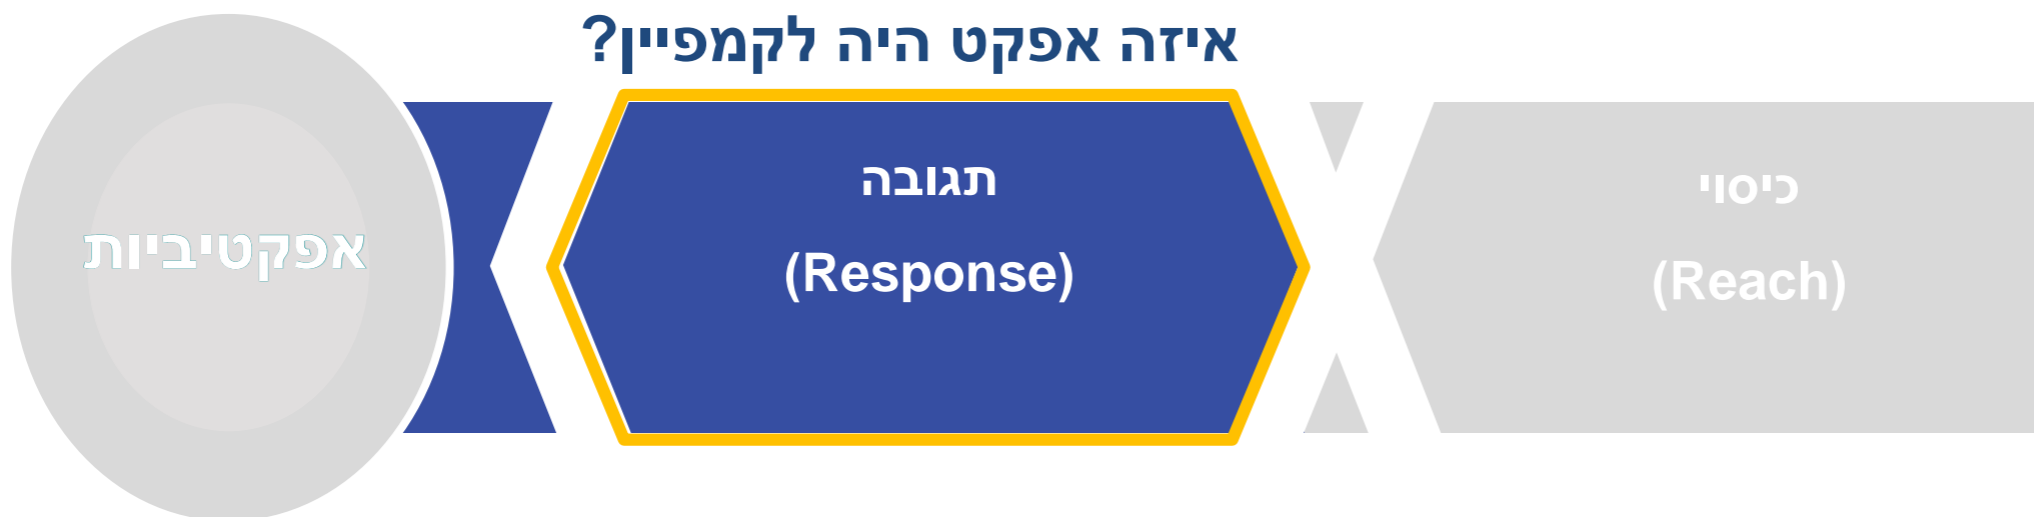 איזה אפקט היה לקמפיין?
כיסוי
(Reach)
תגובה
(Response)
אפקטיביות